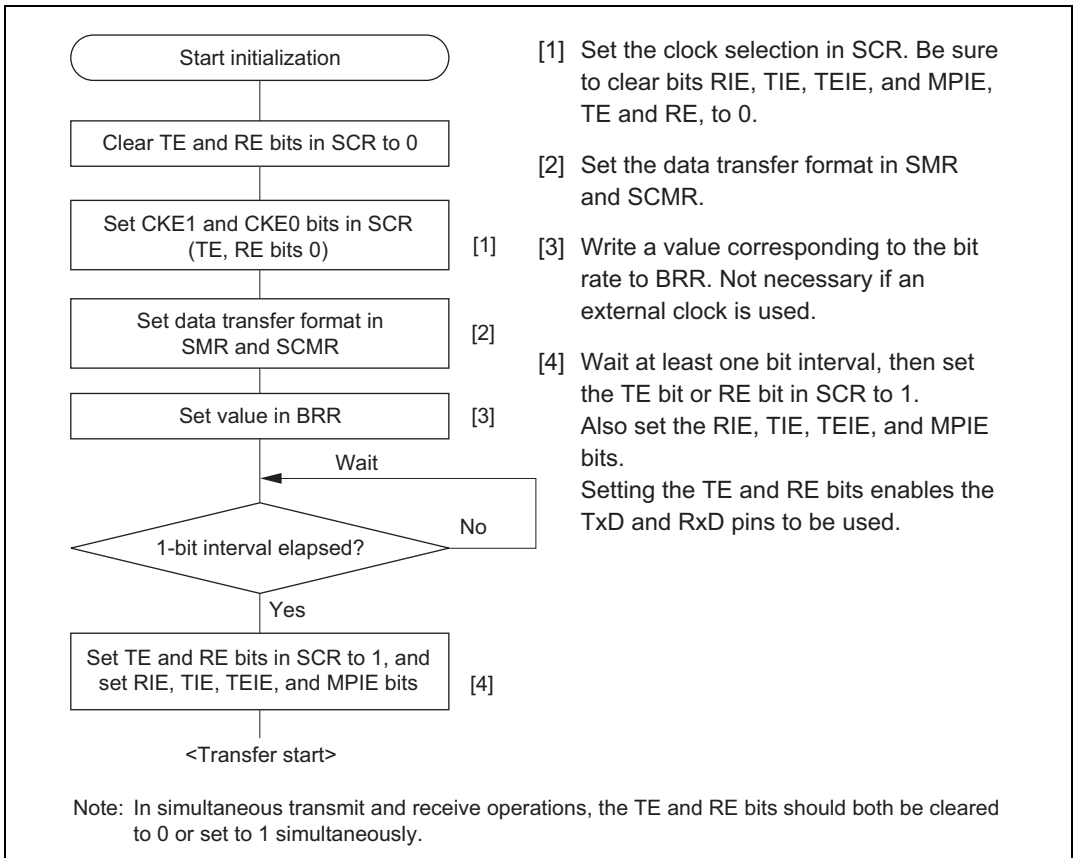 Start initialization
Clear TE and RE bits in SCR to 0
Set CKE1 and CKE0 bits in SCR
(TE, RE bits 0)
[1]
Set data transfer format in
SMR and SCMR
[2]
Set value in BRR
[3]
Wait
No
1-bit interval elapsed?
Yes
Set TE and RE bits in SCR to 1, and
set RIE, TIE, TEIE, and MPIE bits
[4]
<Transfer start>
[1] Set the clock selection in SCR. Be sure
to clear bits RIE, TIE, TEIE, and MPIE,
TE and RE, to 0.
[2] Set the data transfer format in SMR
and SCMR.
[3] Write a value corresponding to the bit
rate to BRR. Not necessary if an
external clock is used.
[4] Wait at least one bit interval, then set
the TE bit or RE bit in SCR to 1.
Also set the RIE, TIE, TEIE, and MPIE
bits.
Setting the TE and RE bits enables the
TxD and RxD pins to be used.
Note: In simultaneous transmit and receive operations, the TE and RE bits should both be cleared
to 0 or set to 1 simultaneously.